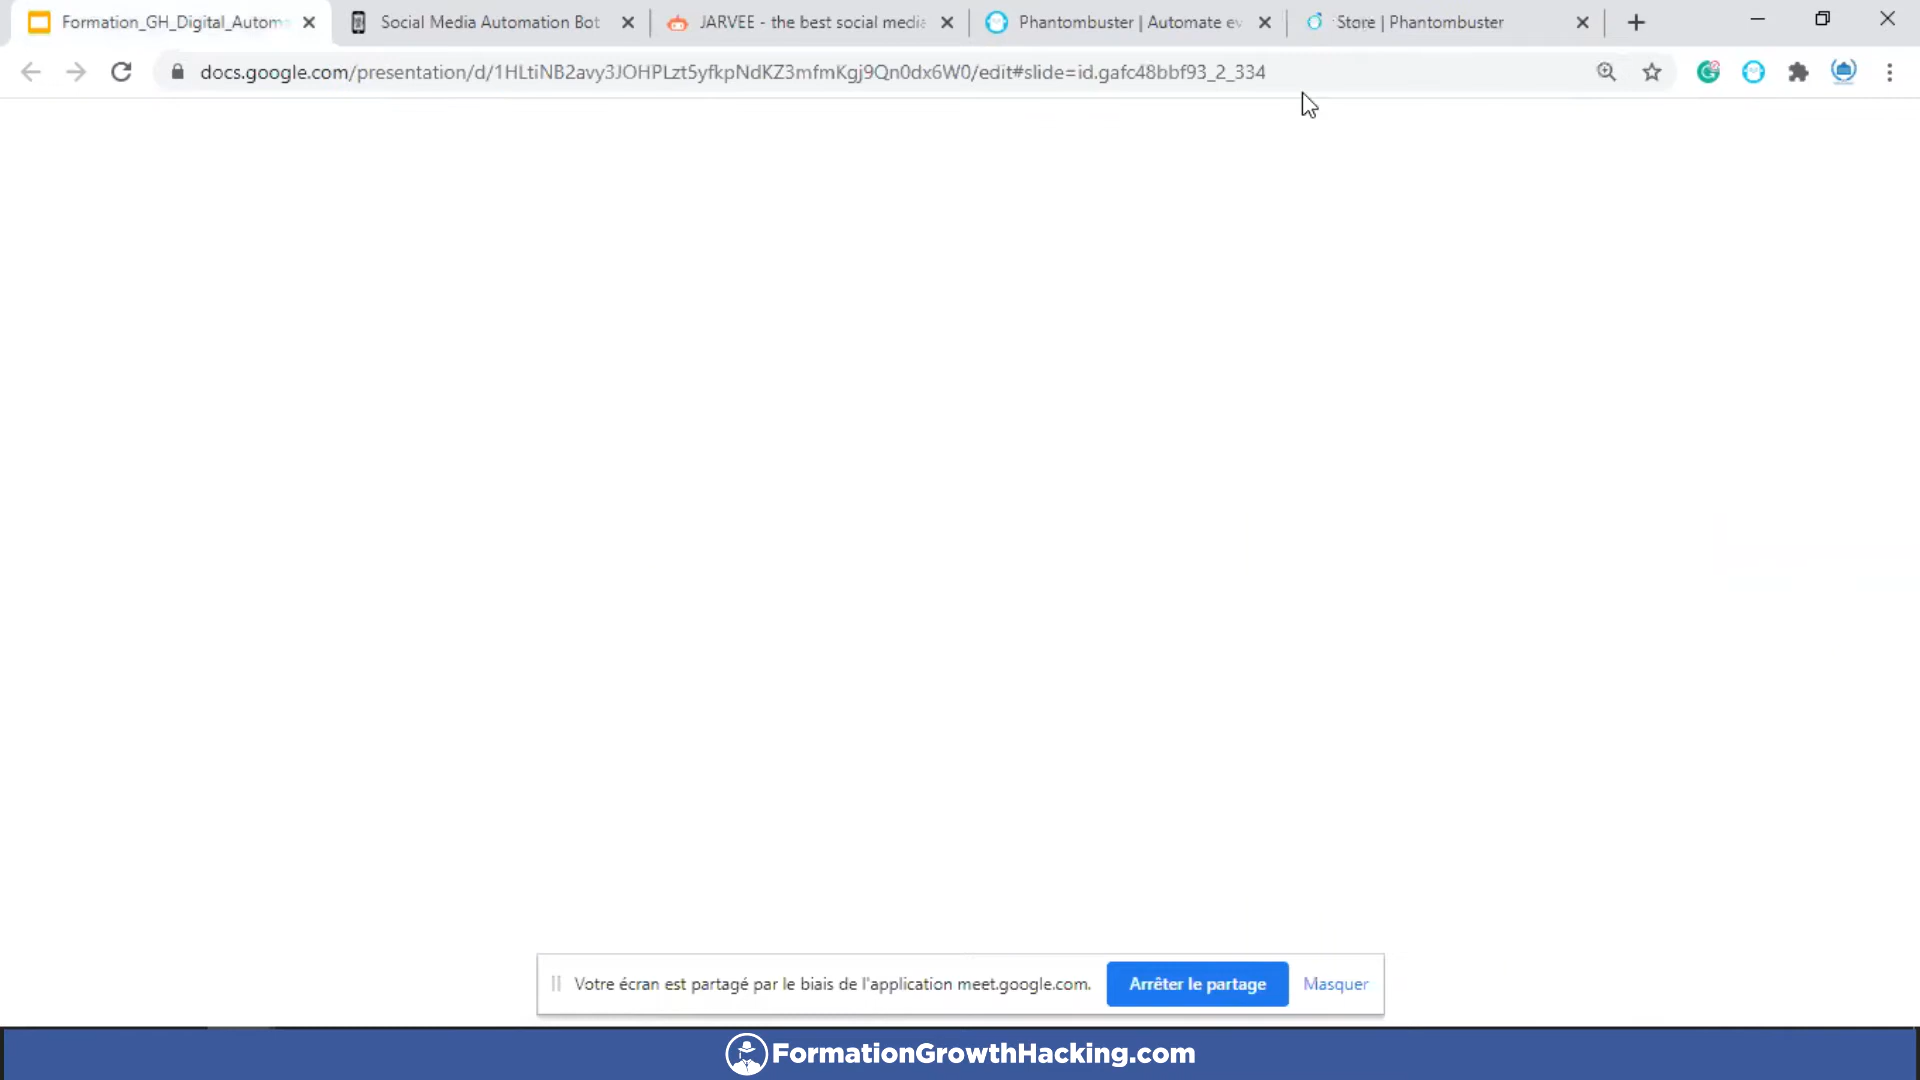 Formation_GH_Digital_Autom
Social Media Automation Bot
JARVEE - the best social media
Phantombuster | Automate ev
Store | Phantombuster
docs.google.com/presentation/d/1HLtiNB2avy3JOHPLzt5yfkpNdKZ3mfmKgj9Qn0dx6W0/edit#slide=id.gafc48bbf93_2_334
Votre écran est partagé par le biais de l'application meet.google.com.
Arrêter le partage
Masquer
FormationGrowthHacking.com